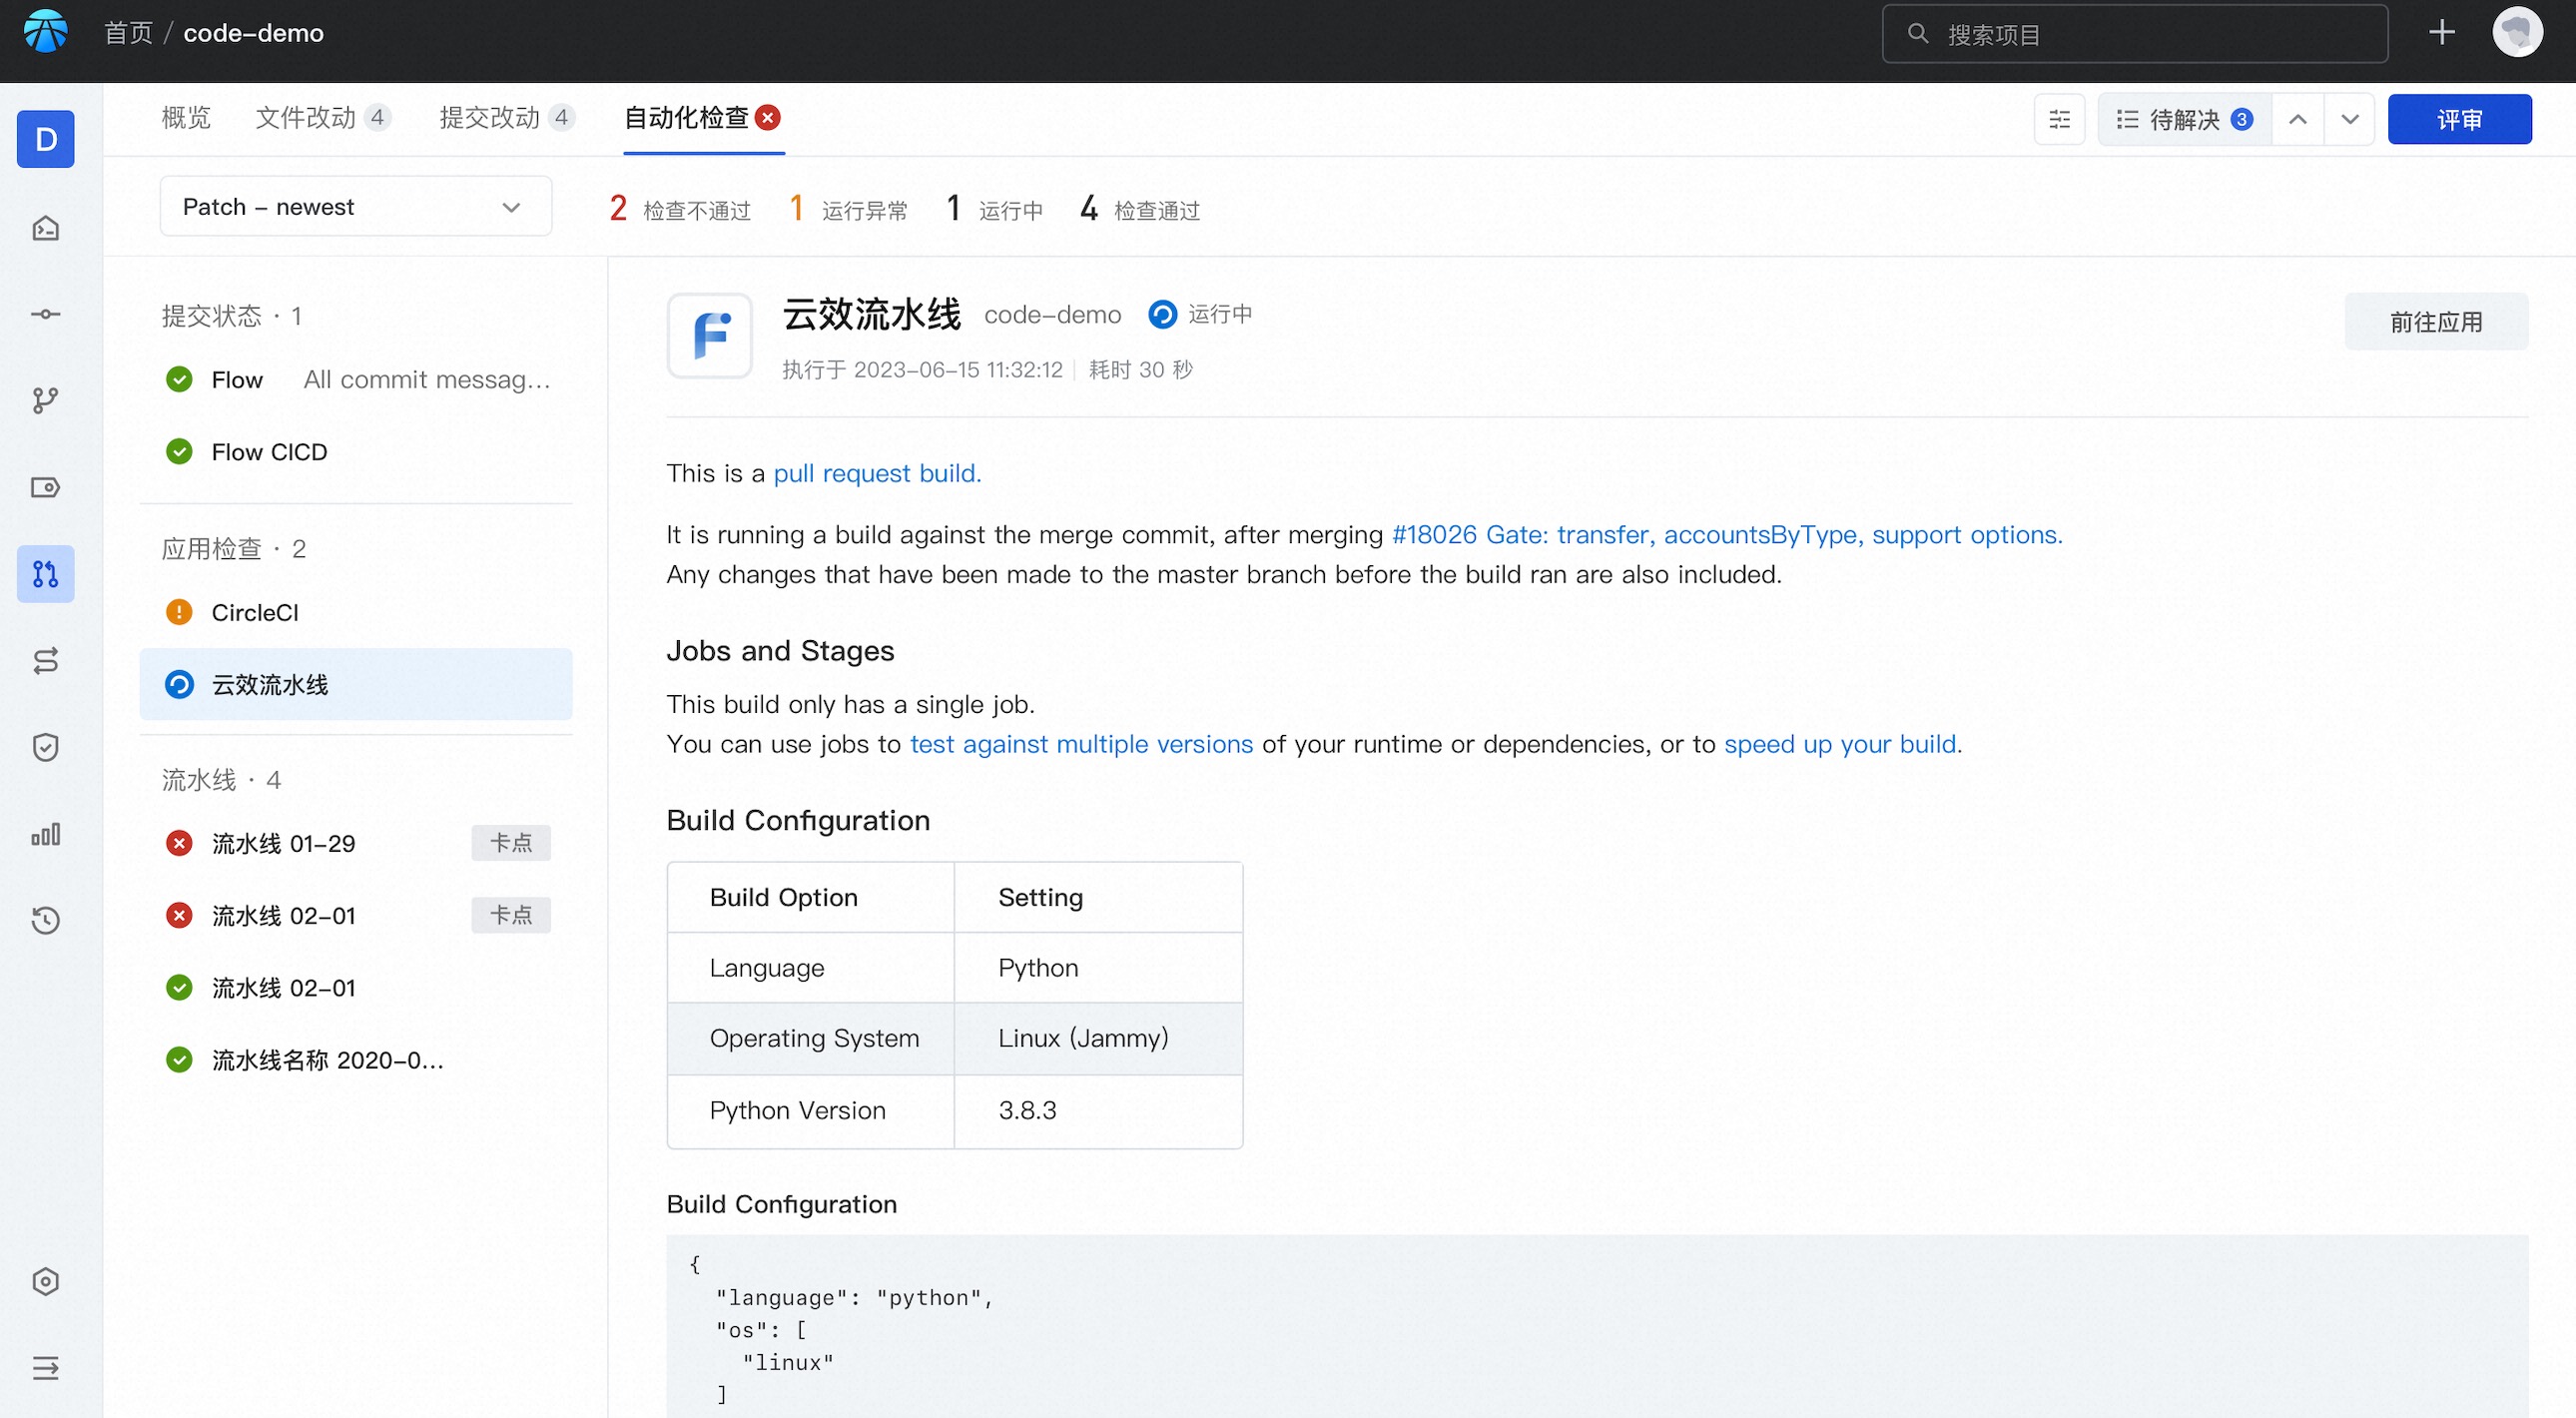 首页 / code-demo
搜索项目
D
概览
文件改动 4
提交改动 4
自动化检查
待解决 3
评审
Patch - newest
2 检查不通过
1 运行异常
1 运行中
4 检查通过
提交状态 · 1
Flow All commit messag...
Flow CICD
应用检查 · 2
CircleCI
云效流水线
流水线 · 4
流水线 01-29 卡点
流水线 02-01 卡点
流水线 02-01
流水线名称 2020-0...
云效流水线 code-demo 运行中
执行于 2023-06-15 11:32:12 耗时 30 秒
前往应用
This is a pull request build.
It is running a build against the merge commit, after merging #18026 Gate: transfer, accountsByType, support options.
Any changes that have been made to the master branch before the build ran are also included.
Jobs and Stages
This build only has a single job.
You can use jobs to test against multiple versions of your runtime or dependencies, or to speed up your build.
Build Configuration
Build Option Setting
Language Python
Operating System Linux (Jammy)
Python Version 3.8.3
Build Configuration
{
"language": "python",
"os": [
"linux"
]